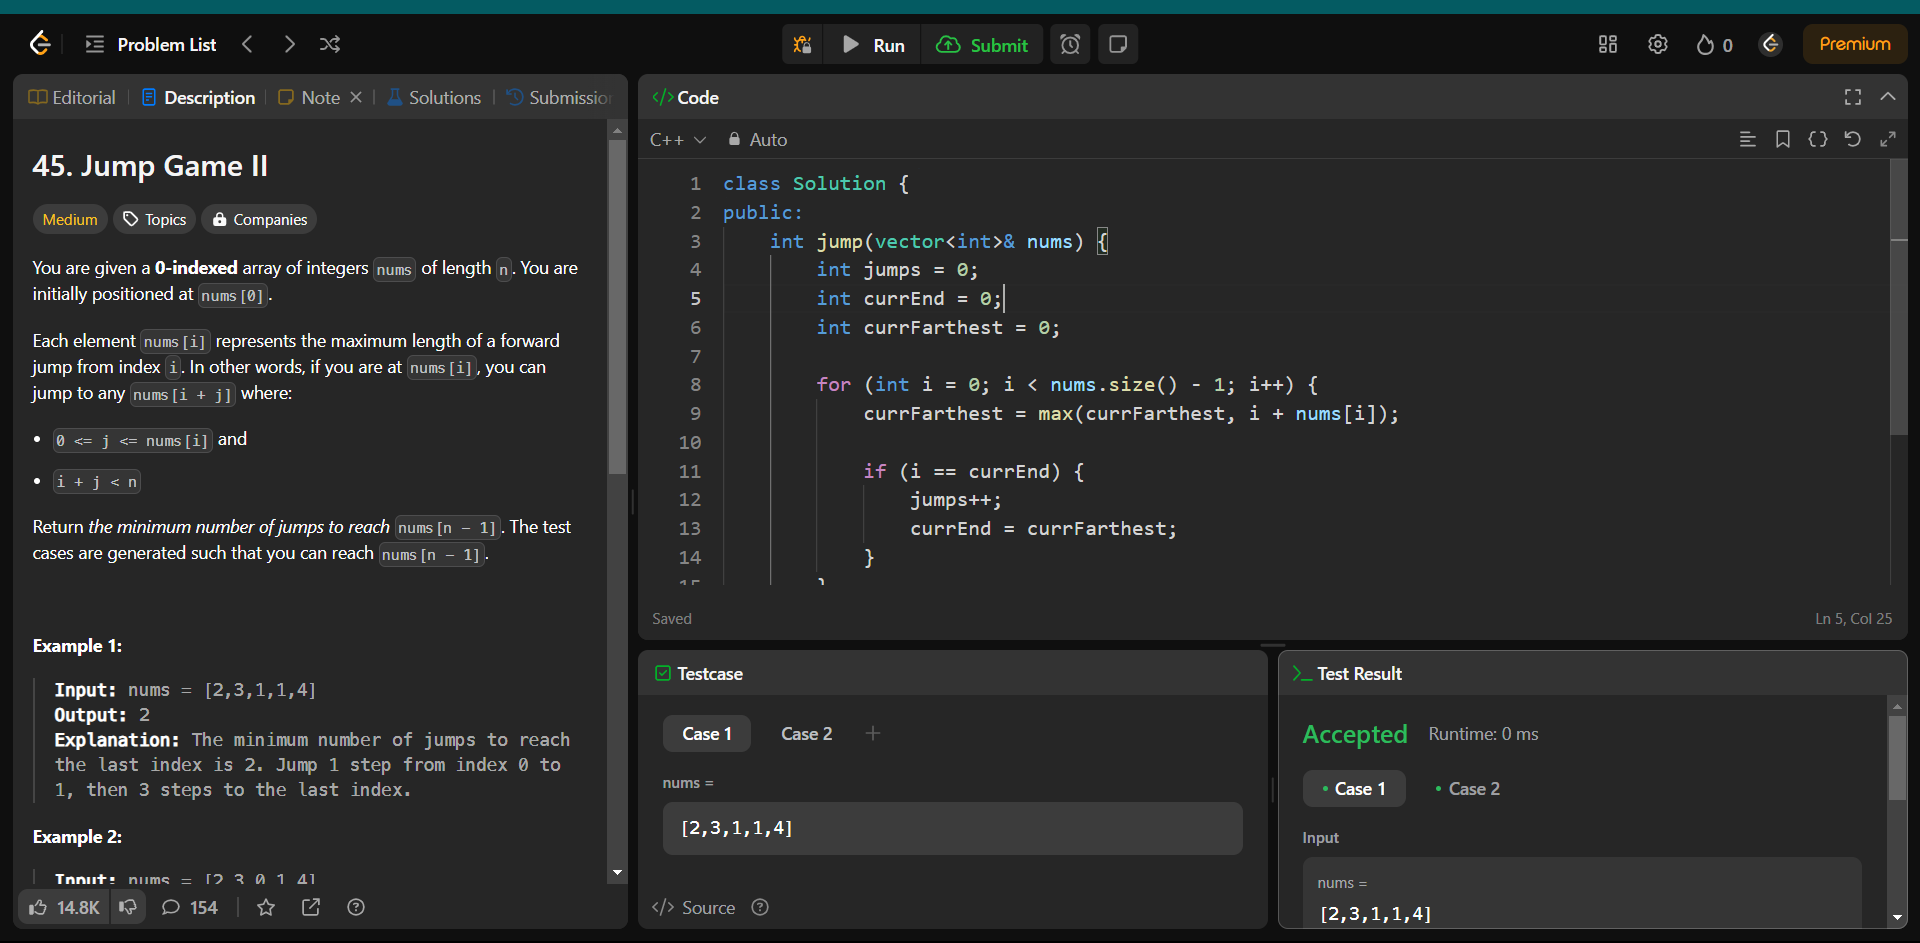 Problem List
Run
Submit
0
Premium
Editorial
Description
Note
Solutions
Submission
45. Jump Game II
Medium
Topics
Companies
You are given a 0-indexed array of integers nums of length n. You are
initially positioned at nums[0].
Each element nums[i] represents the maximum length of a forward
jump from index i. In other words, if you are at nums[i], you can
jump to any nums[i + j] where:
• 0 <= j <= nums[i] and
• i + j < n
Return the minimum number of jumps to reach nums[n - 1]. The test
cases are generated such that you can reach nums[n - 1].
Example 1:
Input: nums = [2,3,1,1,4]
Output: 2
Explanation: The minimum number of jumps to reach
the last index is 2. Jump 1 step from index 0 to
1, then 3 steps to the last index.
Example 2:
Input: nums = [2,3,0,1,4]
14.8K
154
</> Code
C++
Auto
1 class Solution {
2 public:
3 int jump(vector<int>& nums) {
4 int jumps = 0;
5 int currEnd = 0;
6 int currFarthest = 0;
7
8 for (int i = 0; i < nums.size() - 1; i++) {
9 currFarthest = max(currFarthest, i + nums[i]);
10
11 if (i == currEnd) {
12 jumps++;
13 currEnd = currFarthest;
14 }
15 }
Saved
Ln 5, Col 25
Testcase
Case 1
Case 2
+
nums =
[2,3,1,1,4]
</> Source
>_ Test Result
Accepted
Runtime: 0 ms
• Case 1
• Case 2
Input
nums =
[2,3,1,1,4]